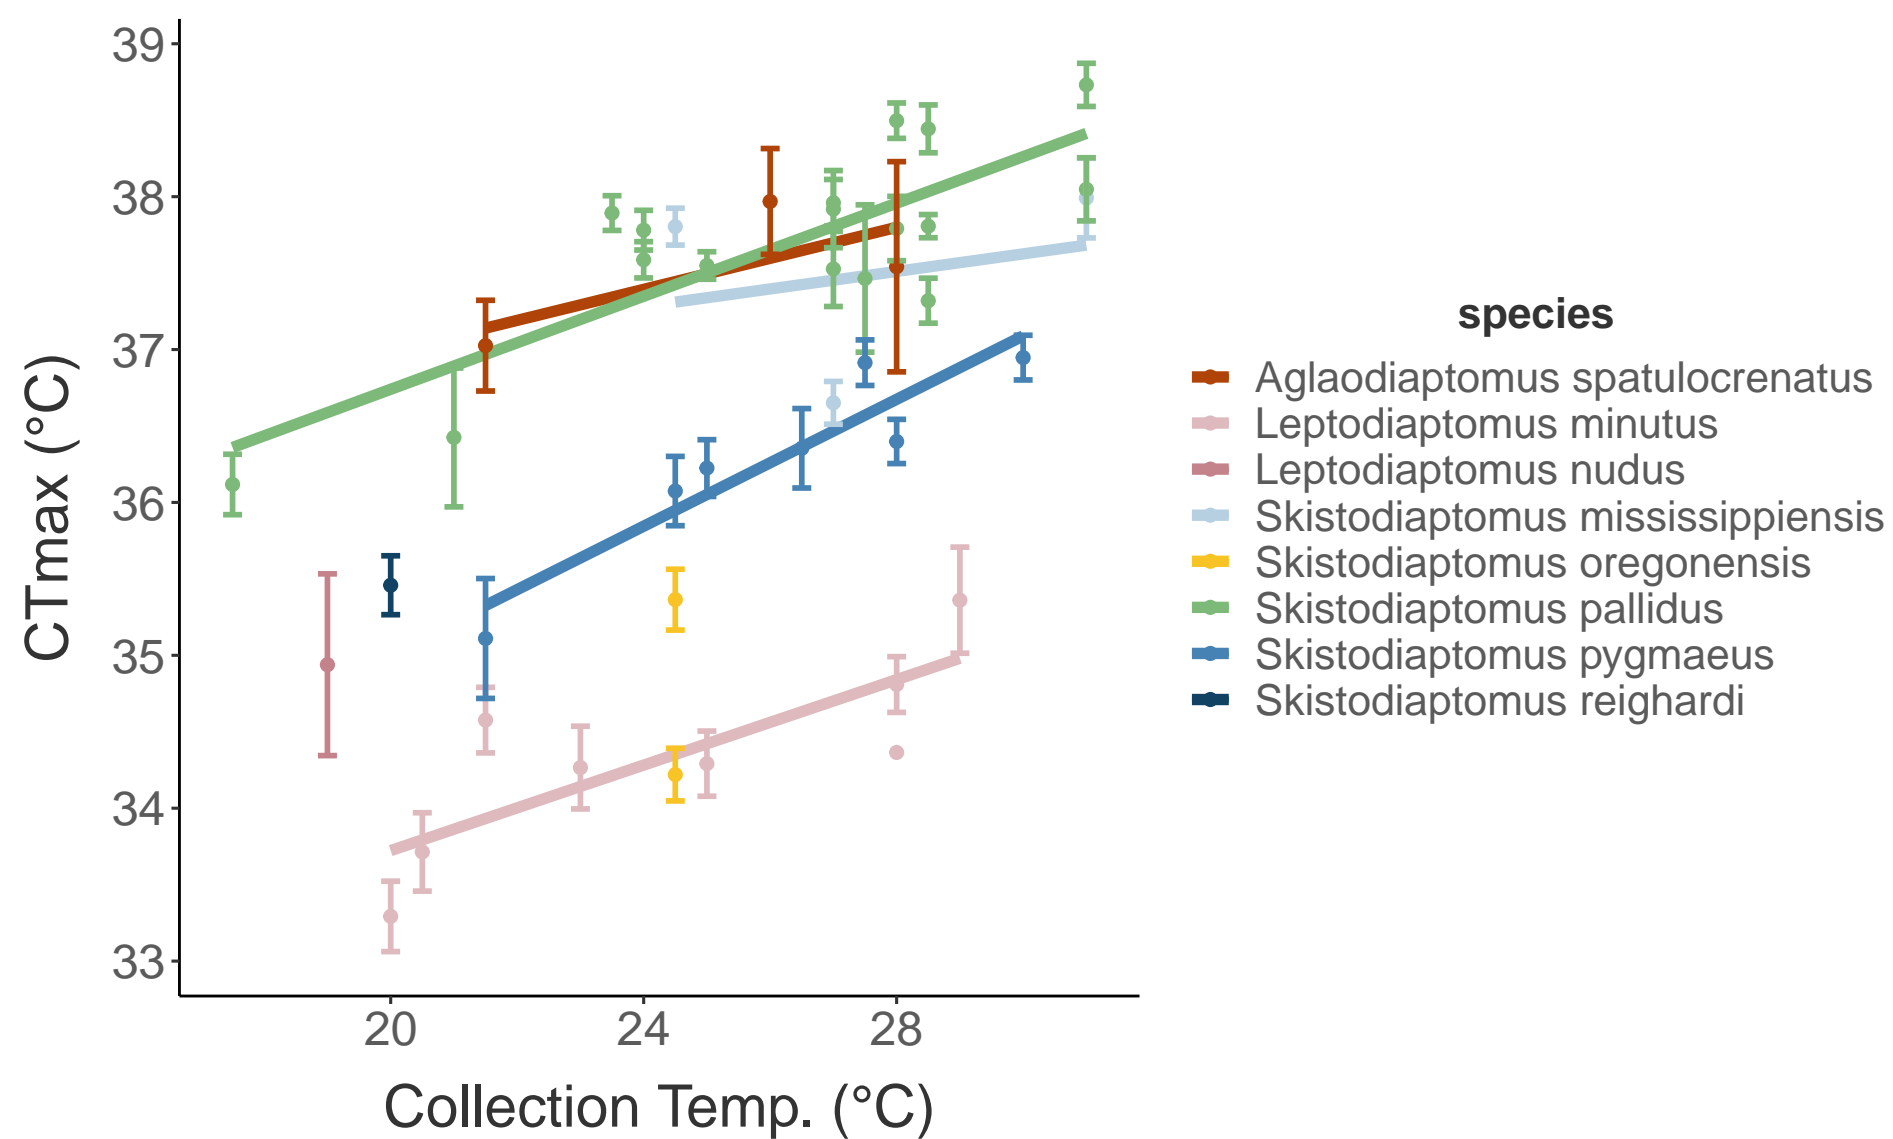 39
38
37
36
35
34
33
CTmax (°C)
20
24
28
Collection Temp. (°C)
species
Aglaodiaptomus spatulocrenatus
Leptodiaptomus minutus
Leptodiaptomus nudus
Skistodiaptomus mississippiensis
Skistodiaptomus oregonensis
Skistodiaptomus pallidus
Skistodiaptomus pygmaeus
Skistodiaptomus reighardi